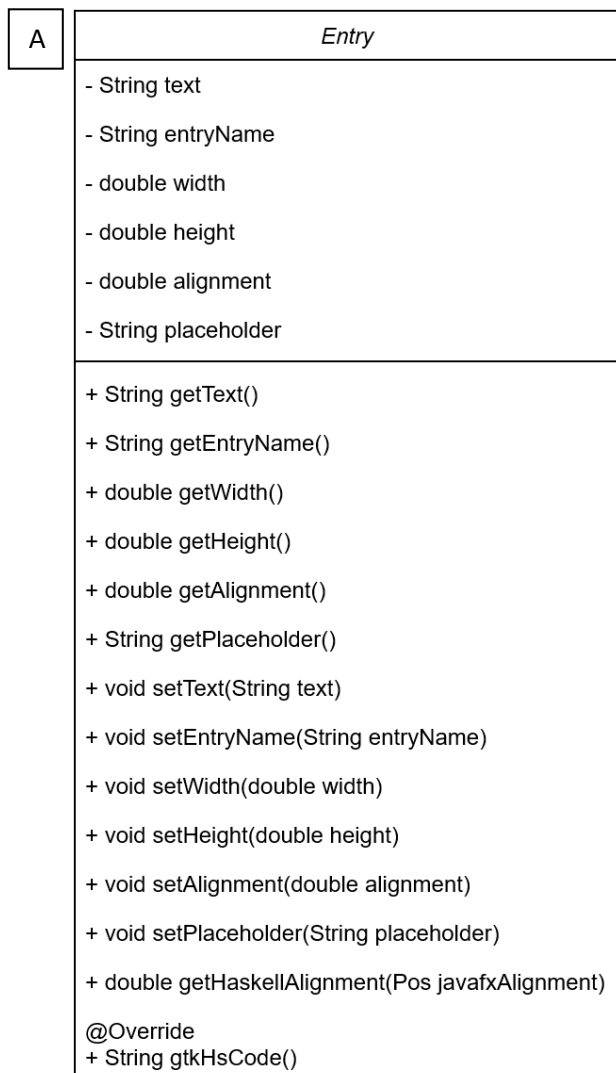 A
Entry
- String text
- String entryName
- double width
- double height
- double alignment
- String placeholder
+ String getText()
+ String getEntryName()
+ double getWidth()
+ double getHeight()
+ double getAlignment()
+ String getPlaceholder()
+ void setText(String text)
+ void setEntryName(String entryName)
+ void setWidth(double width)
+ void setHeight(double height)
+ void setAlignment(double alignment)
+ void setPlaceholder(String placeholder)
+ double getHaskellAlignment(Pos javafxAlignment)
@Override
+ String gtkHsCode()